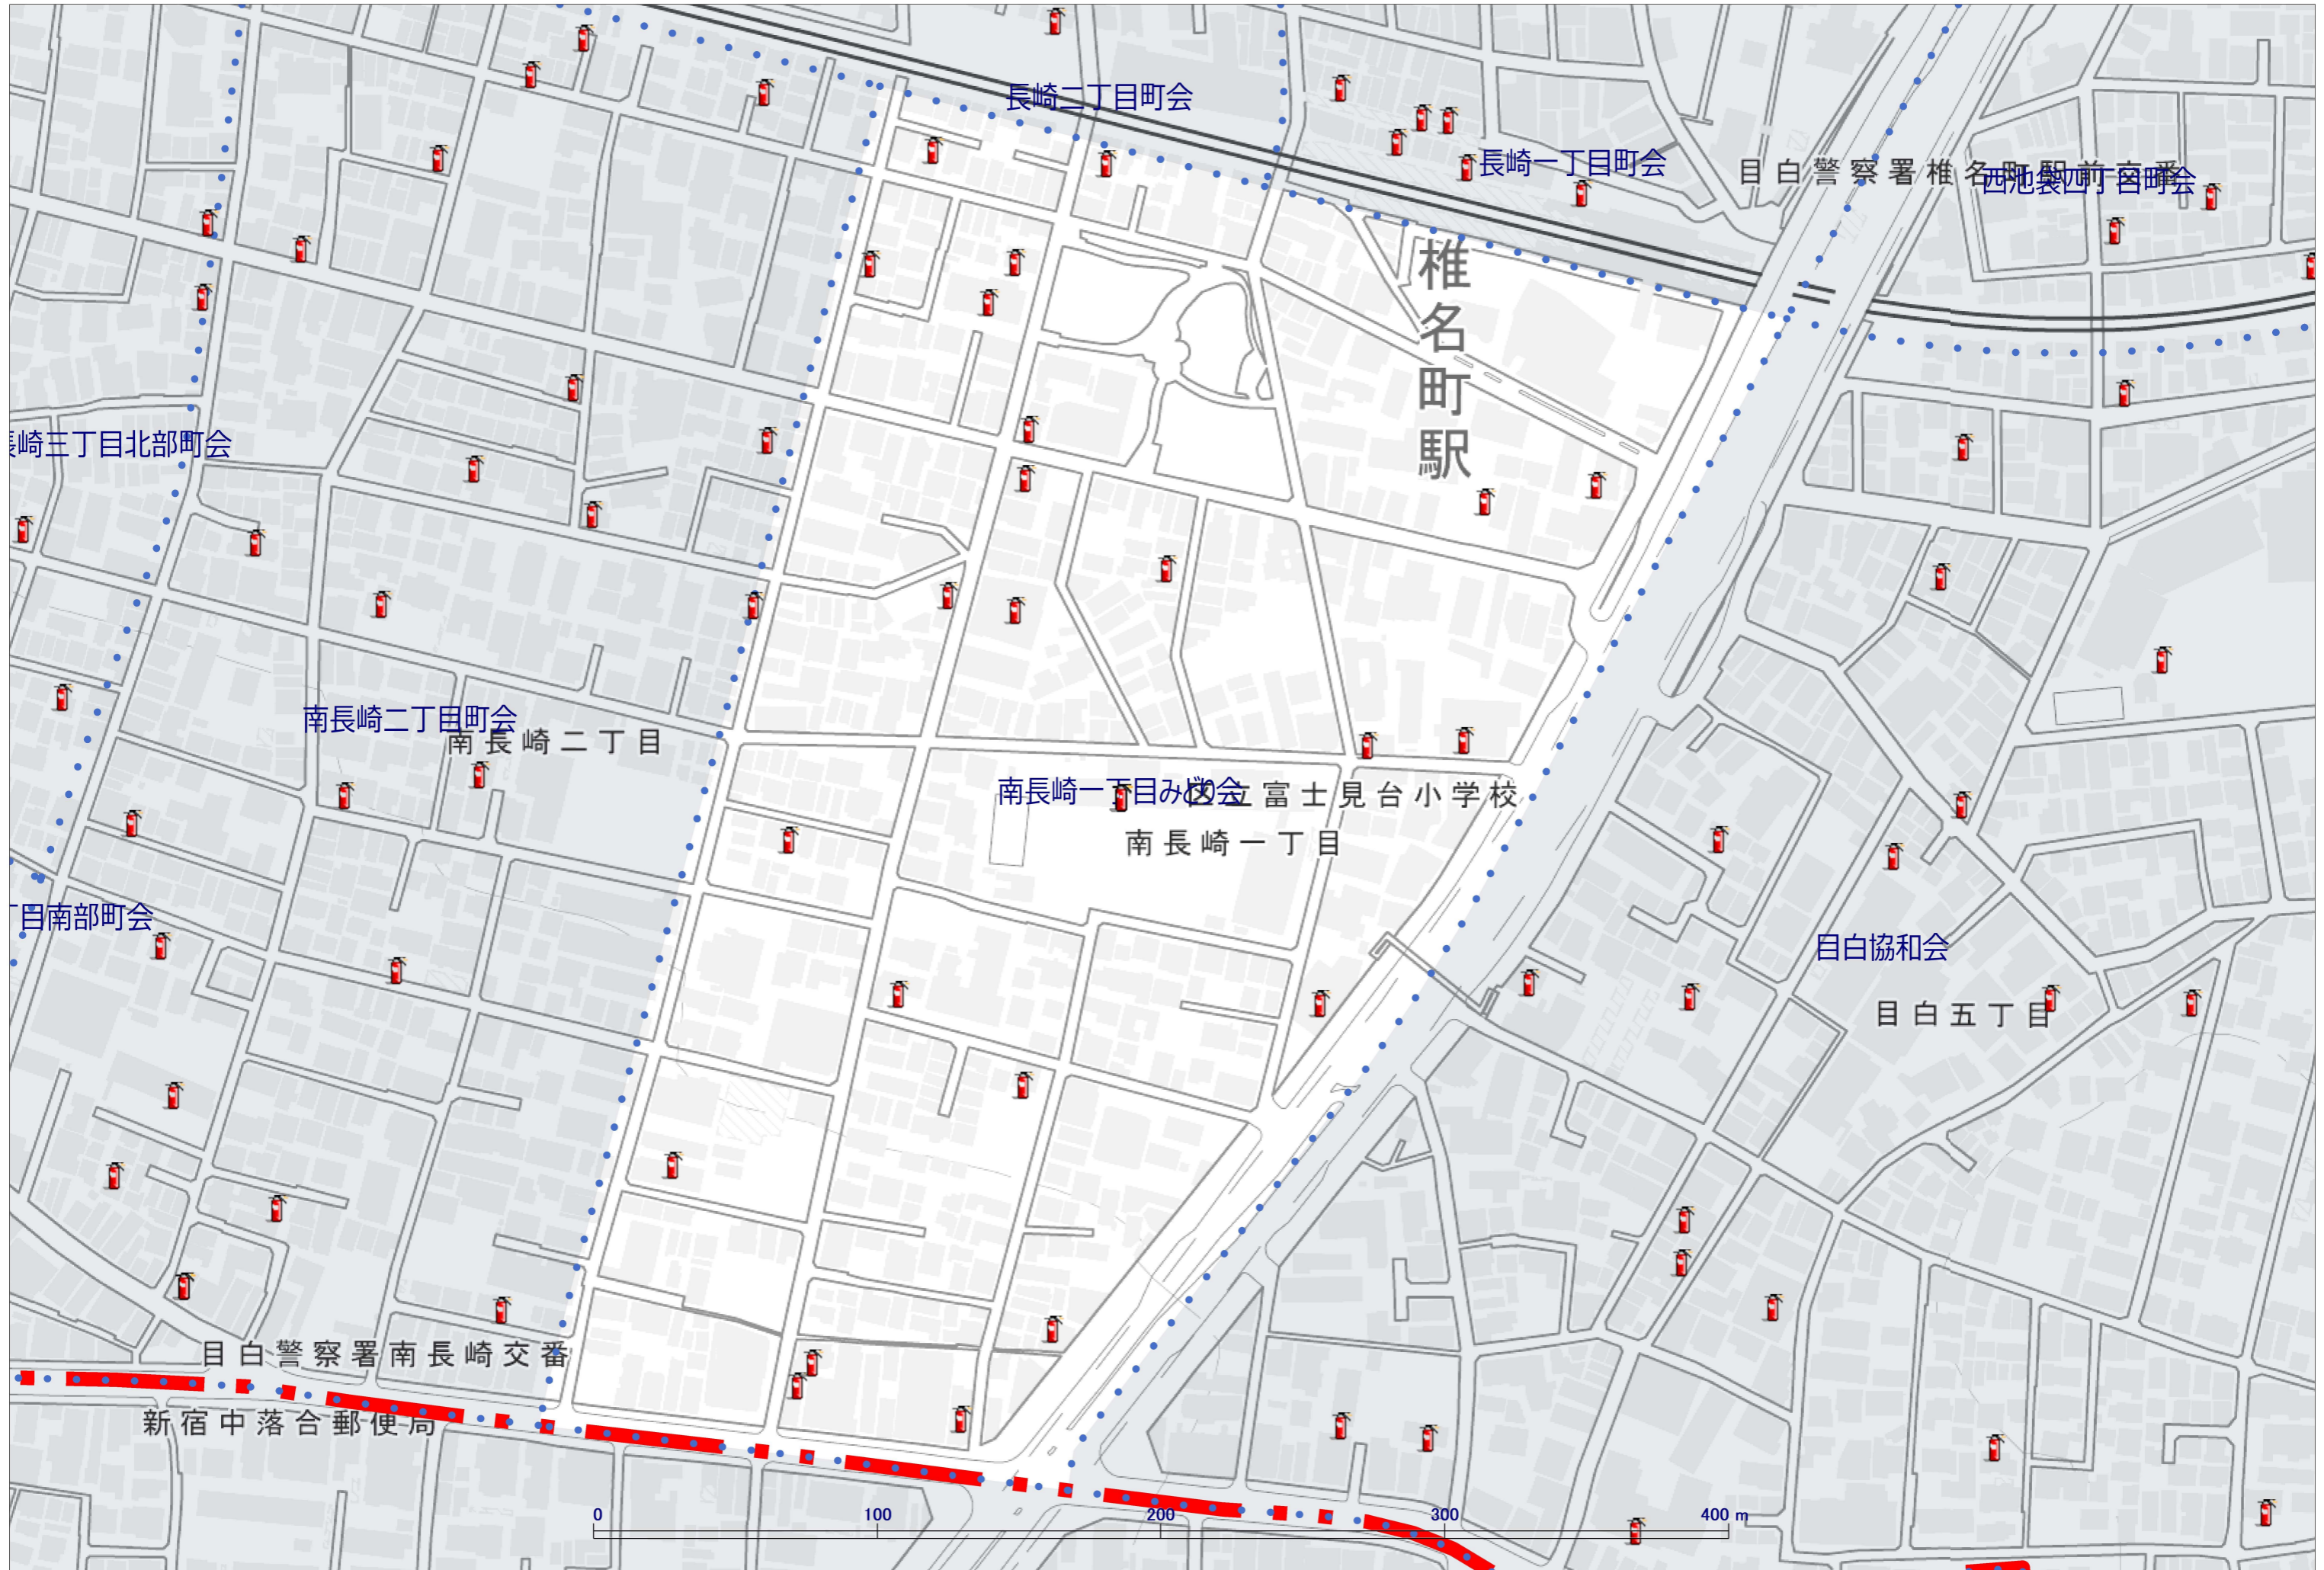 長崎二丁目町会
長崎一丁目町会
目白警察署椎名町駅前交番
西池袋四丁目町会
椎名町駅
長崎三丁目北部町会
南長崎二丁目町会
南長崎二丁目
南長崎一丁目みどり会
区立富士見台小学校
南長崎一丁目
丁目南部町会
目白協和会
目白五丁目
目白警察署南長崎交番
新宿中落合郵便局
0 100 200 300 400 m